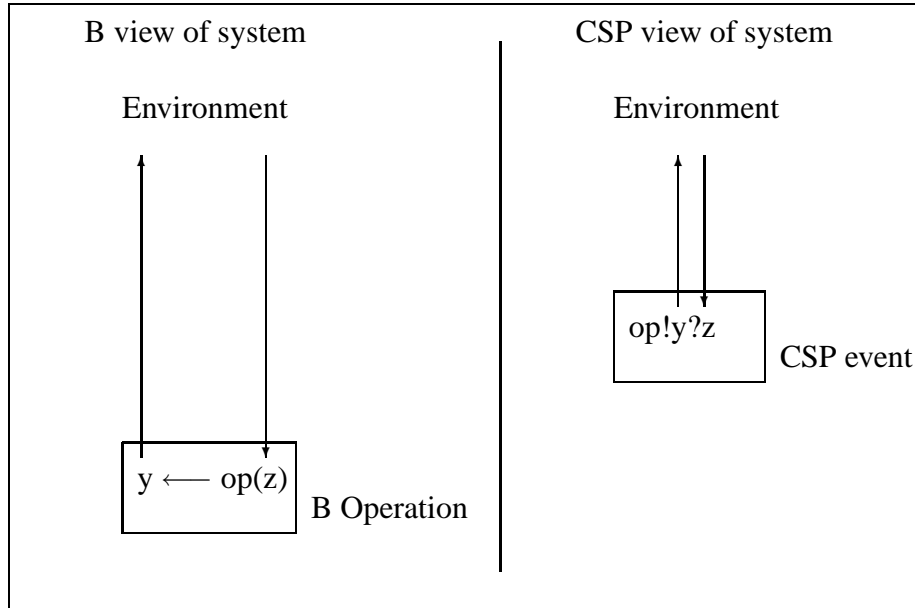 B view of system
Environment
y ⟵ op(z)
B Operation
CSP view of system
Environment
op!y?z
CSP event